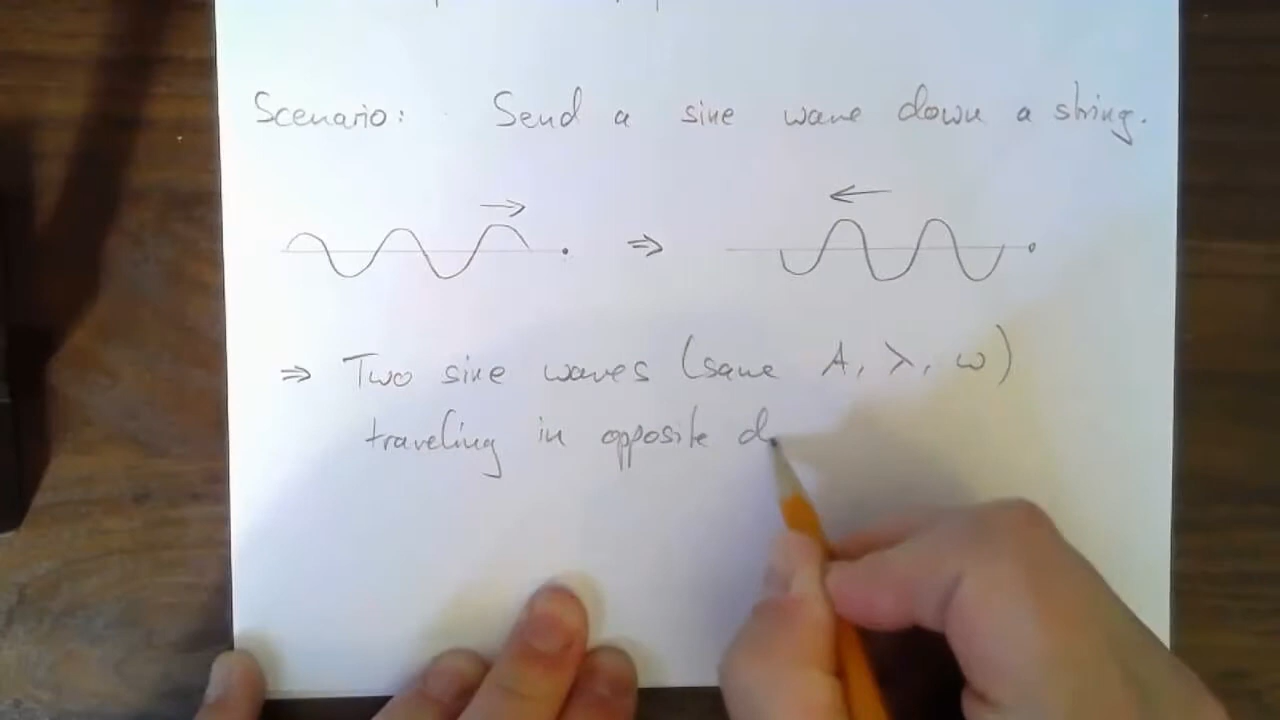 Scenario: Send a sine wave down a string.
⇒
⇒ Two sine waves (same A, λ, ω)
traveling in opposite d